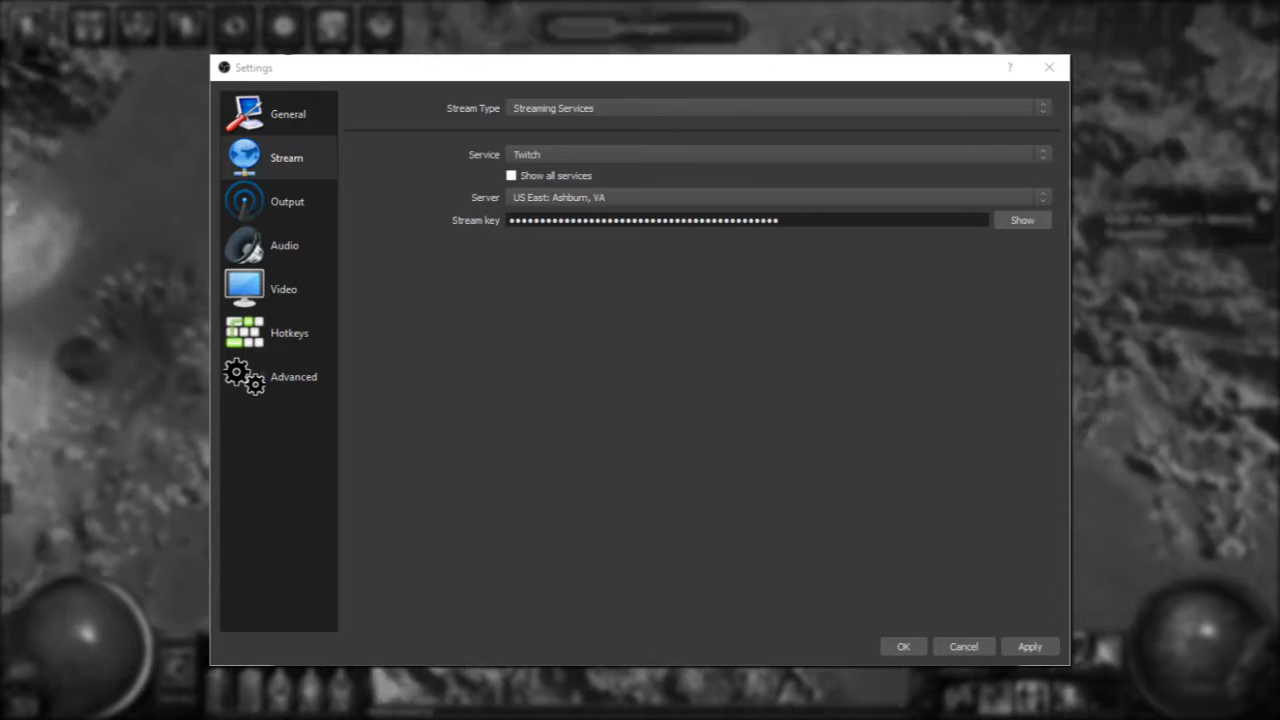 Settings
?
General
Stream
Output
Audio
Video
Hotkeys
Advanced
Stream Type Streaming Services
Service Twitch
Show all services
Server US East: Ashburn, VA
Stream key ••••••••••••••••••••••••••••••••••••••••••••• Show
OK Cancel Apply